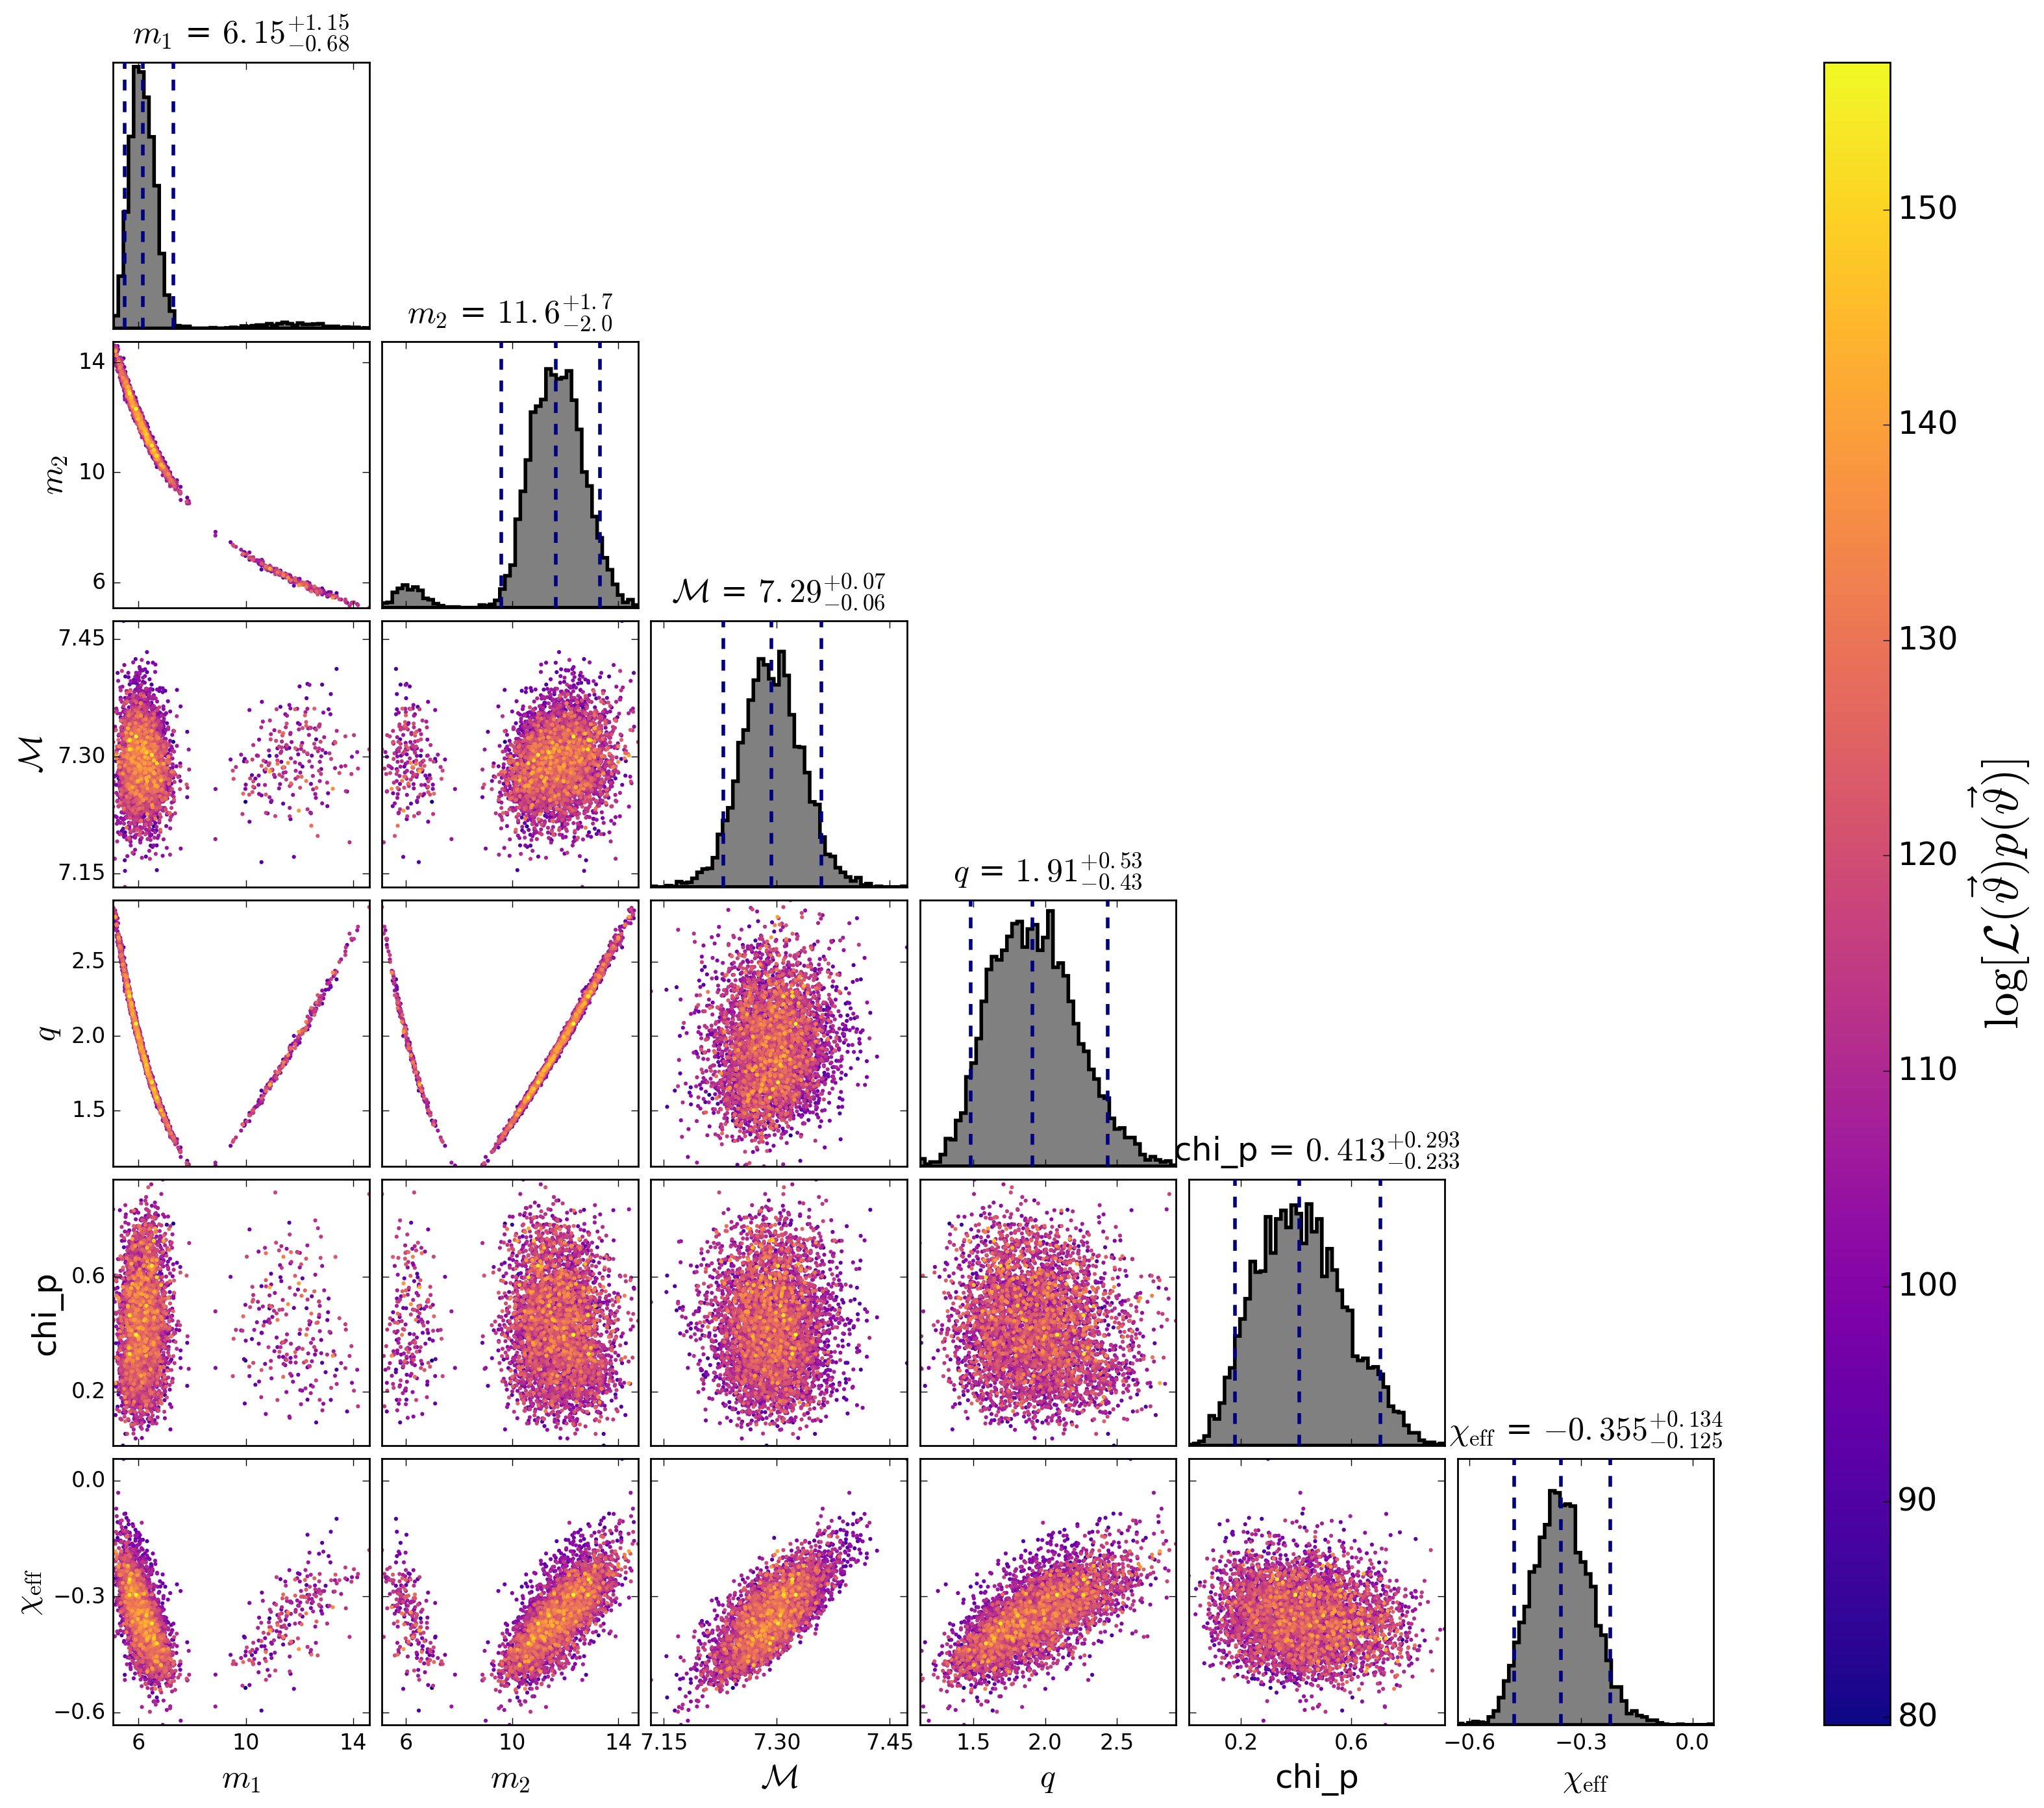 m₁ = 6.15 +1.15 −0.68
m₂ = 11.6 +1.7 −2.0
ℳ = 7.29 +0.07 −0.06
q = 1.91 +0.53 −0.43
chi_p = 0.413 +0.293 −0.233
χeff = −0.355 +0.134 −0.125
m₂
14
10
6
ℳ
7.45
7.30
7.15
q
2.5
2.0
1.5
chi_p
0.6
0.2
χeff
0.0
−0.3
−0.6
6 10 14
6 10 14
7.15 7.30 7.45
1.5 2.0 2.5
0.2 0.6
−0.6 −0.3 0.0
m₁
m₂
ℳ
q
chi_p
χeff
150
140
130
120
110
100
90
80
log[ℒ(ϑ⃗)p(ϑ⃗)]